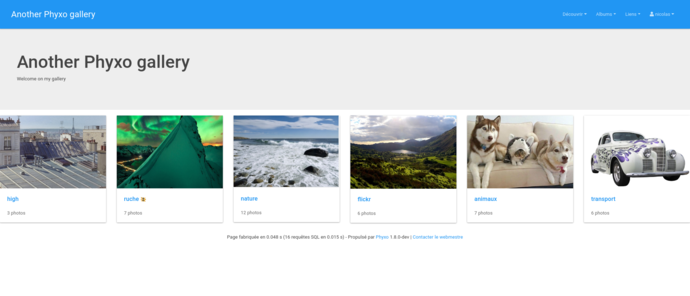 Another Phyxo gallery
Découvrir Albums Liens nicolas
Another Phyxo gallery
Welcome on my gallery
high
3 photos
ruche
7 photos
nature
12 photos
flickr
6 photos
animaux
7 photos
transport
6 photos
Page fabriquée en 0.048 s (16 requêtes SQL en 0.015 s) - Propulsé par Phyxo 1.9.0-dev | Contacter le webmestre